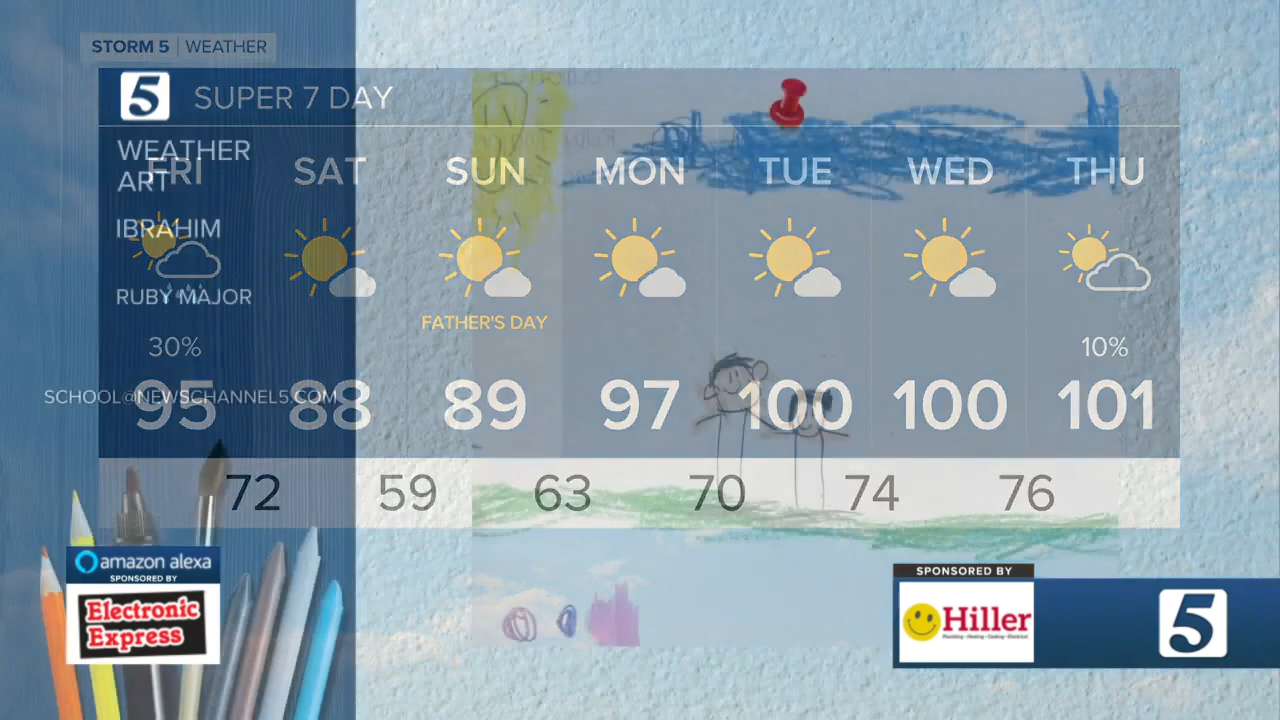 STORM 5 | WEATHER
5 SUPER 7 DAY
WEATHER
ART
IBRAHIM
RUBY MAJOR
SCHOOL@NEWSCHANNEL5.COM
FRI SAT SUN MON TUE WED THU
FATHER'S DAY
30% 10%
95 88 89 97 100 100 101
72 59 63 70 74 76
amazon alexa
SPONSORED BY
Electronic
Express
SPONSORED BY
Hiller
Plumbing • Heating • Cooling • Electrical
5